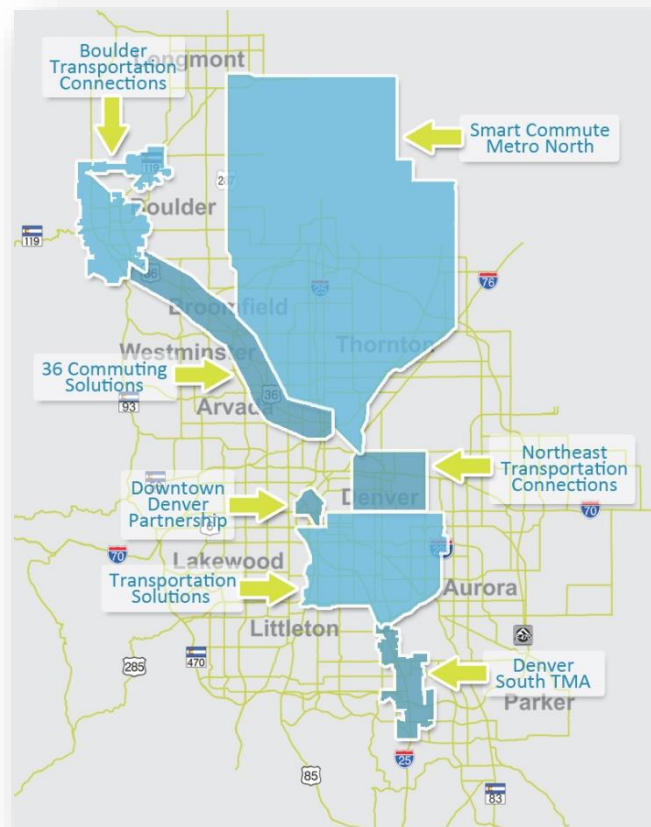 Boulder
Transportation
Connections
Longmont
Smart Commute
Metro North
119
287
Boulder
119
36
25
76
Broomfield
Westminster
Thornton
36 Commuting
Solutions
36
93
Arvada
Northeast
Transportation
Connections
Downtown
Denver
Partnership
Denver
6
70
70
Lakewood
Transportation
Solutions
Aurora
Littleton
285
470
Denver
South TMA
Parker
25
85
83